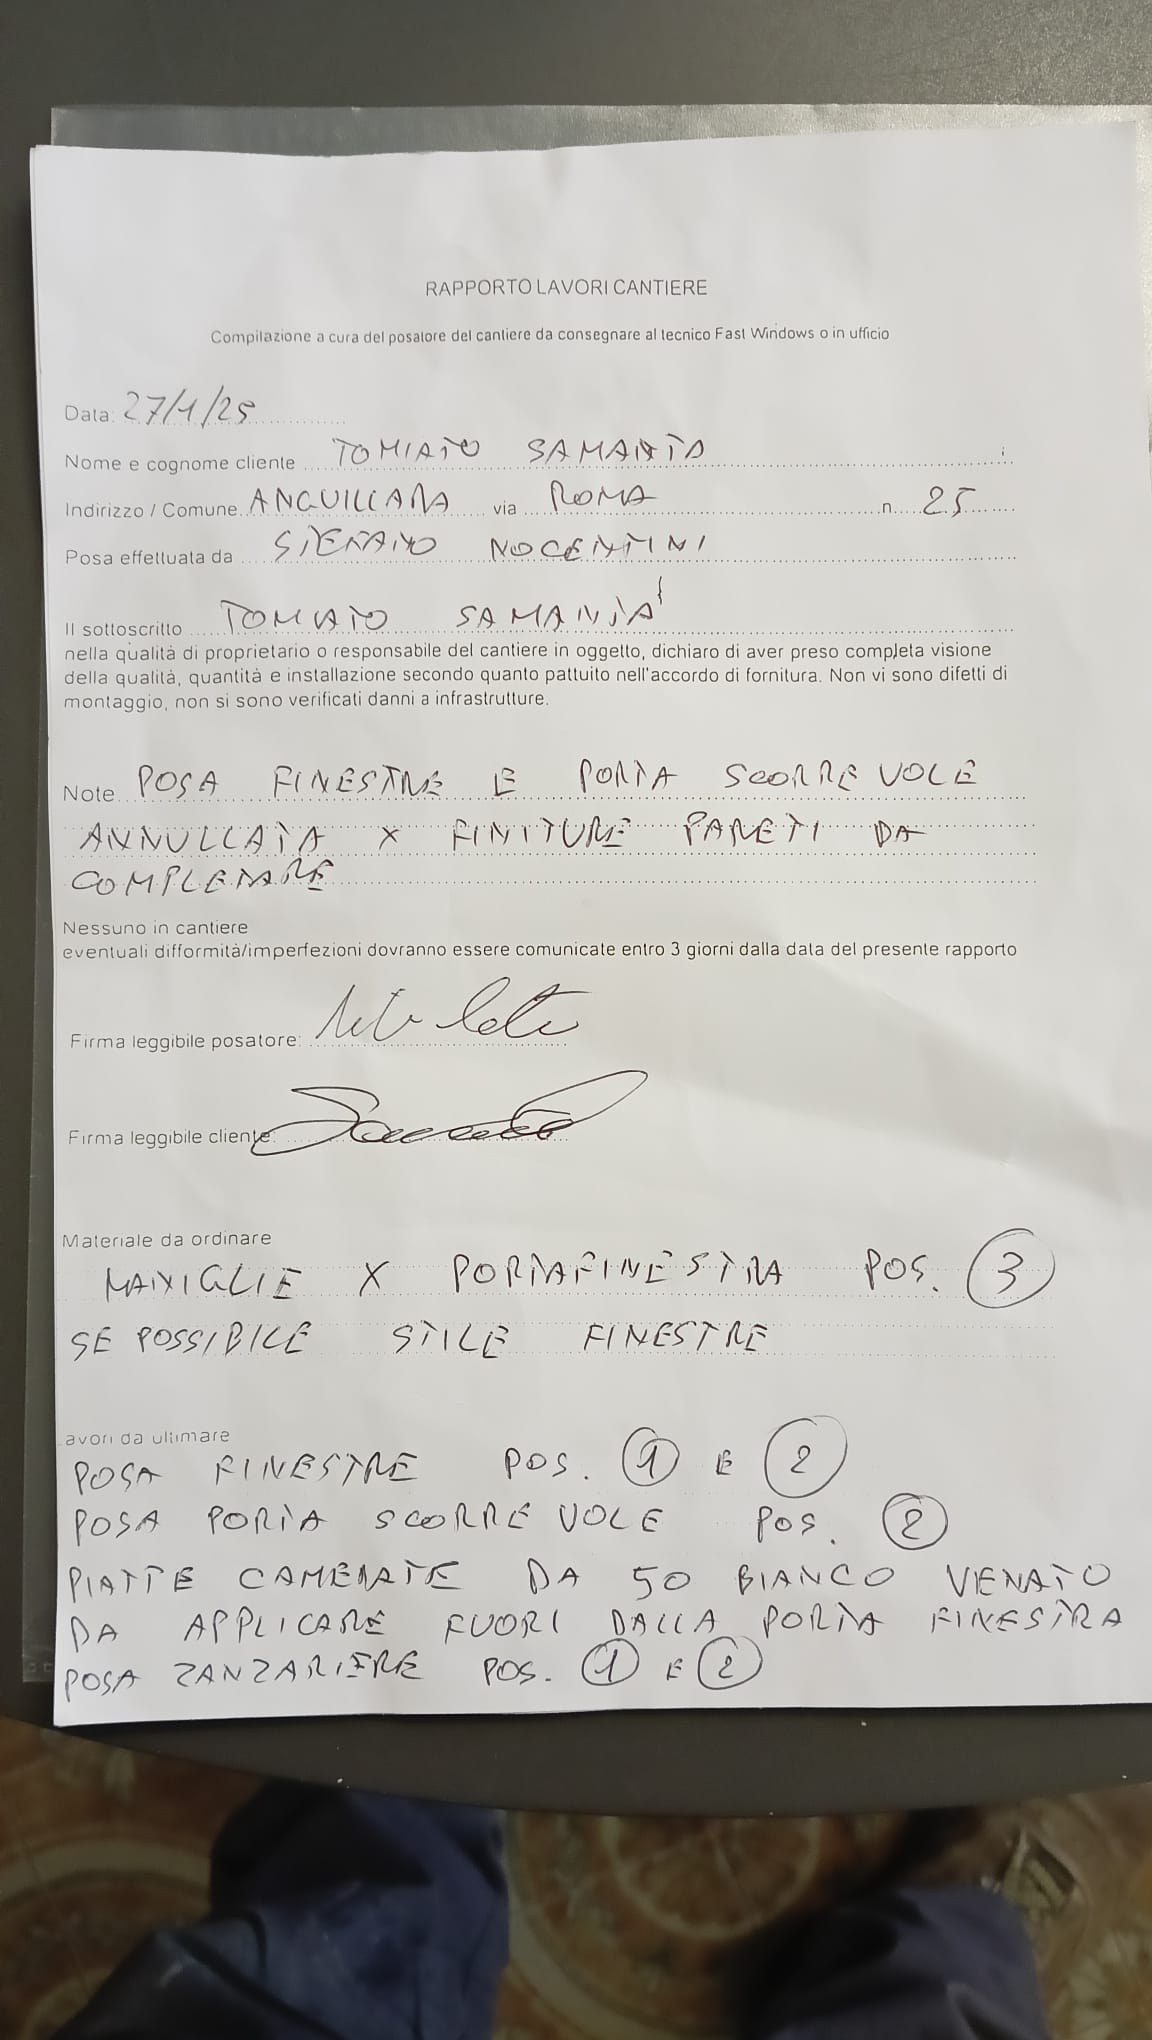 RAPPORTO LAVORI CANTIERE
Compilazione a cura del posatore del cantiere da consegnare al tecnico Fast Windows o in ufficio
Data: 27/1/25
Nome e cognome cliente TOMIATO SAMANTA
Indirizzo / Comune ANGUILLARA via ROMA n. 25
Posa effettuata da STEFANO NOCENTINI
Il sottoscritto TOMIATO SAMANTA
nella qualità di proprietario o responsabile del cantiere in oggetto, dichiaro di aver preso completa visione
della qualità, quantità e installazione secondo quanto pattuito nell'accordo di fornitura. Non vi sono difetti di
montaggio, non si sono verificati danni a infrastrutture.
Note POSA FINESTRE E PORTA SCORREVOLE
ANNULLATA X FINITURE PARETI DA
COMPLETARE
Nessuno in cantiere
eventuali difformità/imperfezioni dovranno essere comunicate entro 3 giorni dalla data del presente rapporto
Firma leggibile posatore:
Firma leggibile cliente:
Materiale da ordinare
MANIGLIE X PORTAFINESTRA POS. 3
SE POSSIBILE STILE FINESTRE
avori da ultimare
POSA FINESTRE POS. 1 E 2
POSA PORTA SCORREVOLE POS. 2
PIATTE CAMERATE DA 50 BIANCO VENATO
DA APPLICARE FUORI DALLA PORTA FINESTRA
POSA ZANZARIERE POS. 1 E 2